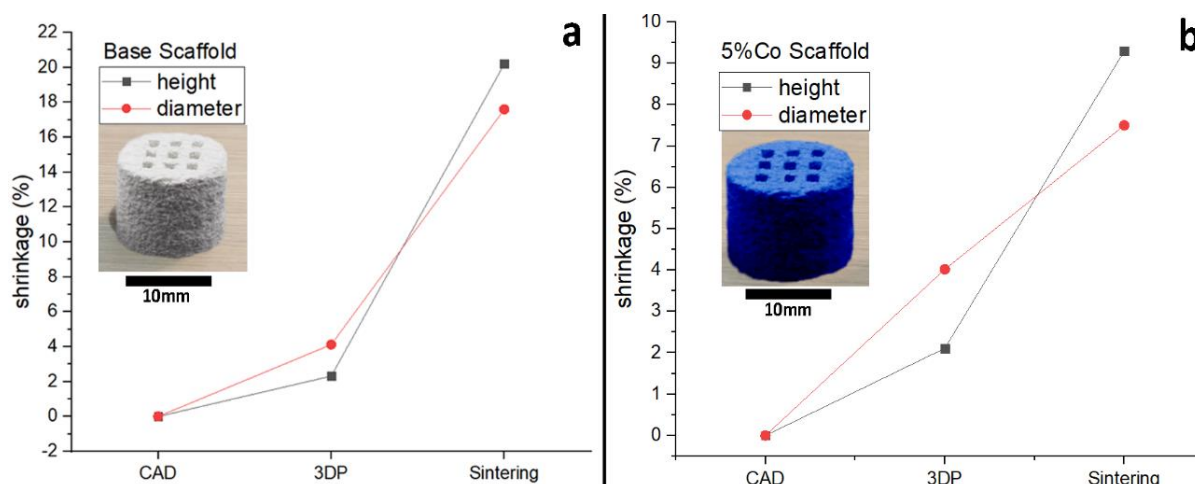 a
Base Scaffold
height
diameter
10mm
shrinkage (%)
22
20
18
16
14
12
10
8
6
4
2
0
-2
CAD 3DP Sintering
b
5%Co Scaffold
height
diameter
10mm
shrinkage (%)
10
9
8
7
6
5
4
3
2
1
0
CAD 3DP Sintering